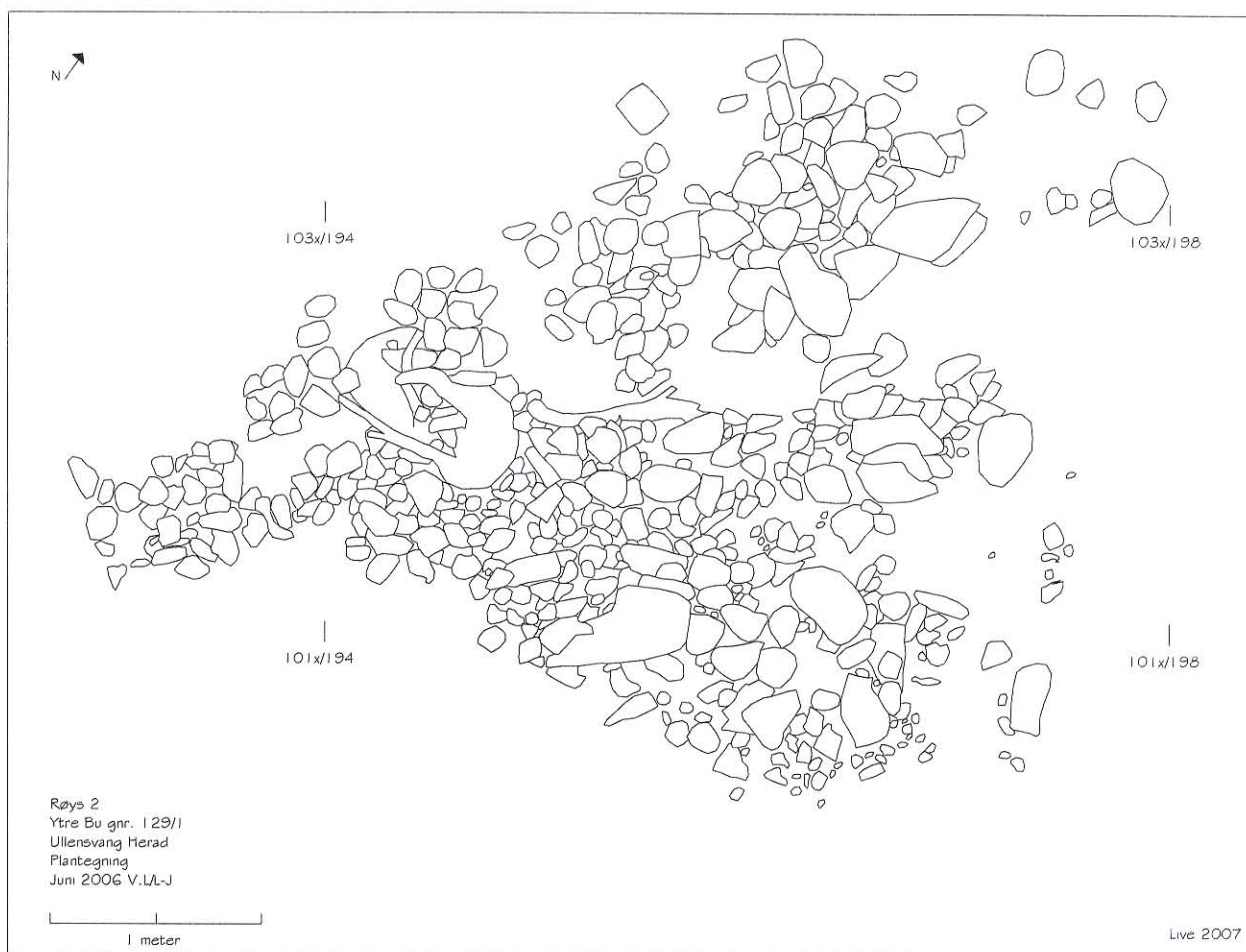 N
103x/194
103x/198
101x/194
101x/198
Røys 2
Ytre Bu gnr. 129/1
Ullensvang Herad
Plantegning
Juni 2006 V.L/L-J
1 meter
Live 2007